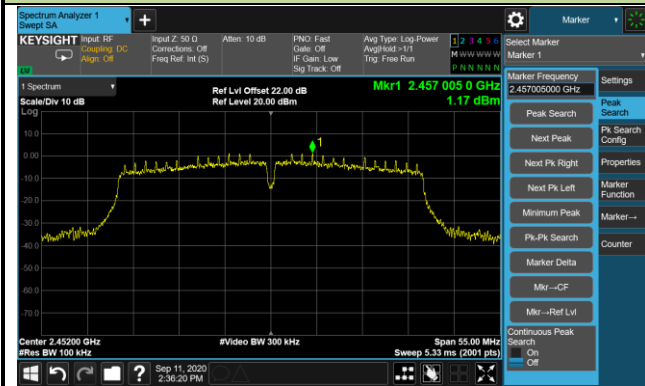 Spectrum Analyzer 1
Swept SA
+
Marker
KEYSIGHT
Input: RF
Coupling: DC
Align: Off
Input Z: 50 Ω
Corrections: Off
Freq Ref: Int (S)
Atten: 10 dB
PNO: Fast
Gate: Off
IF Gain: Low
Sig Track: Off
Avg Type: Log-Power
Avg|Hold:>1/1
Trig: Free Run
1 2 3 4 5 6
M W W W W W
P N N N N N
LXI
Select Marker
Marker 1
1 Spectrum
Scale/Div 10 dB
Log
Ref Lvl Offset 22.00 dB
Ref Level 20.00 dBm
Mkr1 2.457 005 0 GHz
1.17 dBm
10.0
0.00
-10.0
-20.0
-30.0
-40.0
-50.0
-60.0
-70.0
1
Center 2.45200 GHz
#Res BW 100 kHz
#Video BW 300 kHz
Span 55.00 MHz
Sweep 5.33 ms (2001 pts)
Marker Frequency
2.457005000 GHz
Peak Search
Next Peak
Next Pk Right
Next Pk Left
Minimum Peak
Pk-Pk Search
Marker Delta
Mkr→CF
Mkr→Ref Lvl
Continuous Peak
Search
On
Off
Settings
Peak
Search
Pk Search
Config
Properties
Marker
Function
Marker→
Counter
?
Sep 11, 2020
2:36:20 PM